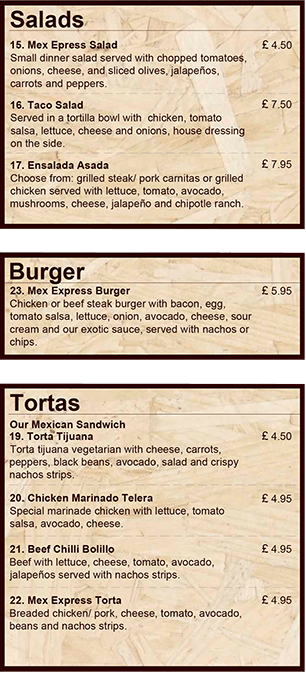 Salads
15. Mex Epress Salad £ 4.50
Small dinner salad served with chopped tomatoes,
onions, cheese, and sliced olives, jalapeños,
carrots and peppers.
16. Taco Salad £ 7.50
Served in a tortilla bowl with chicken, tomato
salsa, lettuce, cheese and onions, house dressing
on the side.
17. Ensalada Asada £ 7.95
Choose from: grilled steak/ pork carnitas or grilled
chicken served with lettuce, tomato, avocado,
mushrooms, cheese, jalapeño and chipotle ranch.
Burger
23. Mex Express Burger £ 5.95
Chicken or beef steak burger with bacon, egg,
tomato salsa, lettuce, onion, avocado, cheese, sour
cream and our exotic sauce, served with nachos or
chips.
Tortas
Our Mexican Sandwich
19. Torta Tijuana £ 4.50
Torta tijuana vegetarian with cheese, carrots,
peppers, black beans, avocado, salad and crispy
nachos strips.
20. Chicken Marinado Telera £ 4.95
Special marinade chicken with lettuce, tomato
salsa, avocado, cheese.
21. Beef Chilli Bolillo £ 4.95
Beef with lettuce, cheese, tomato, avocado,
jalapeños served with nachos strips.
22. Mex Express Torta £ 4.95
Breaded chicken/ pork, cheese, tomato, avocado,
beans and nachos strips.